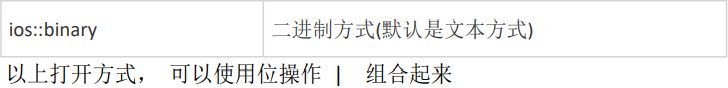 ios::binary 二进制方式(默认是文本方式)
以上打开方式， 可以使用位操作 | 组合起来